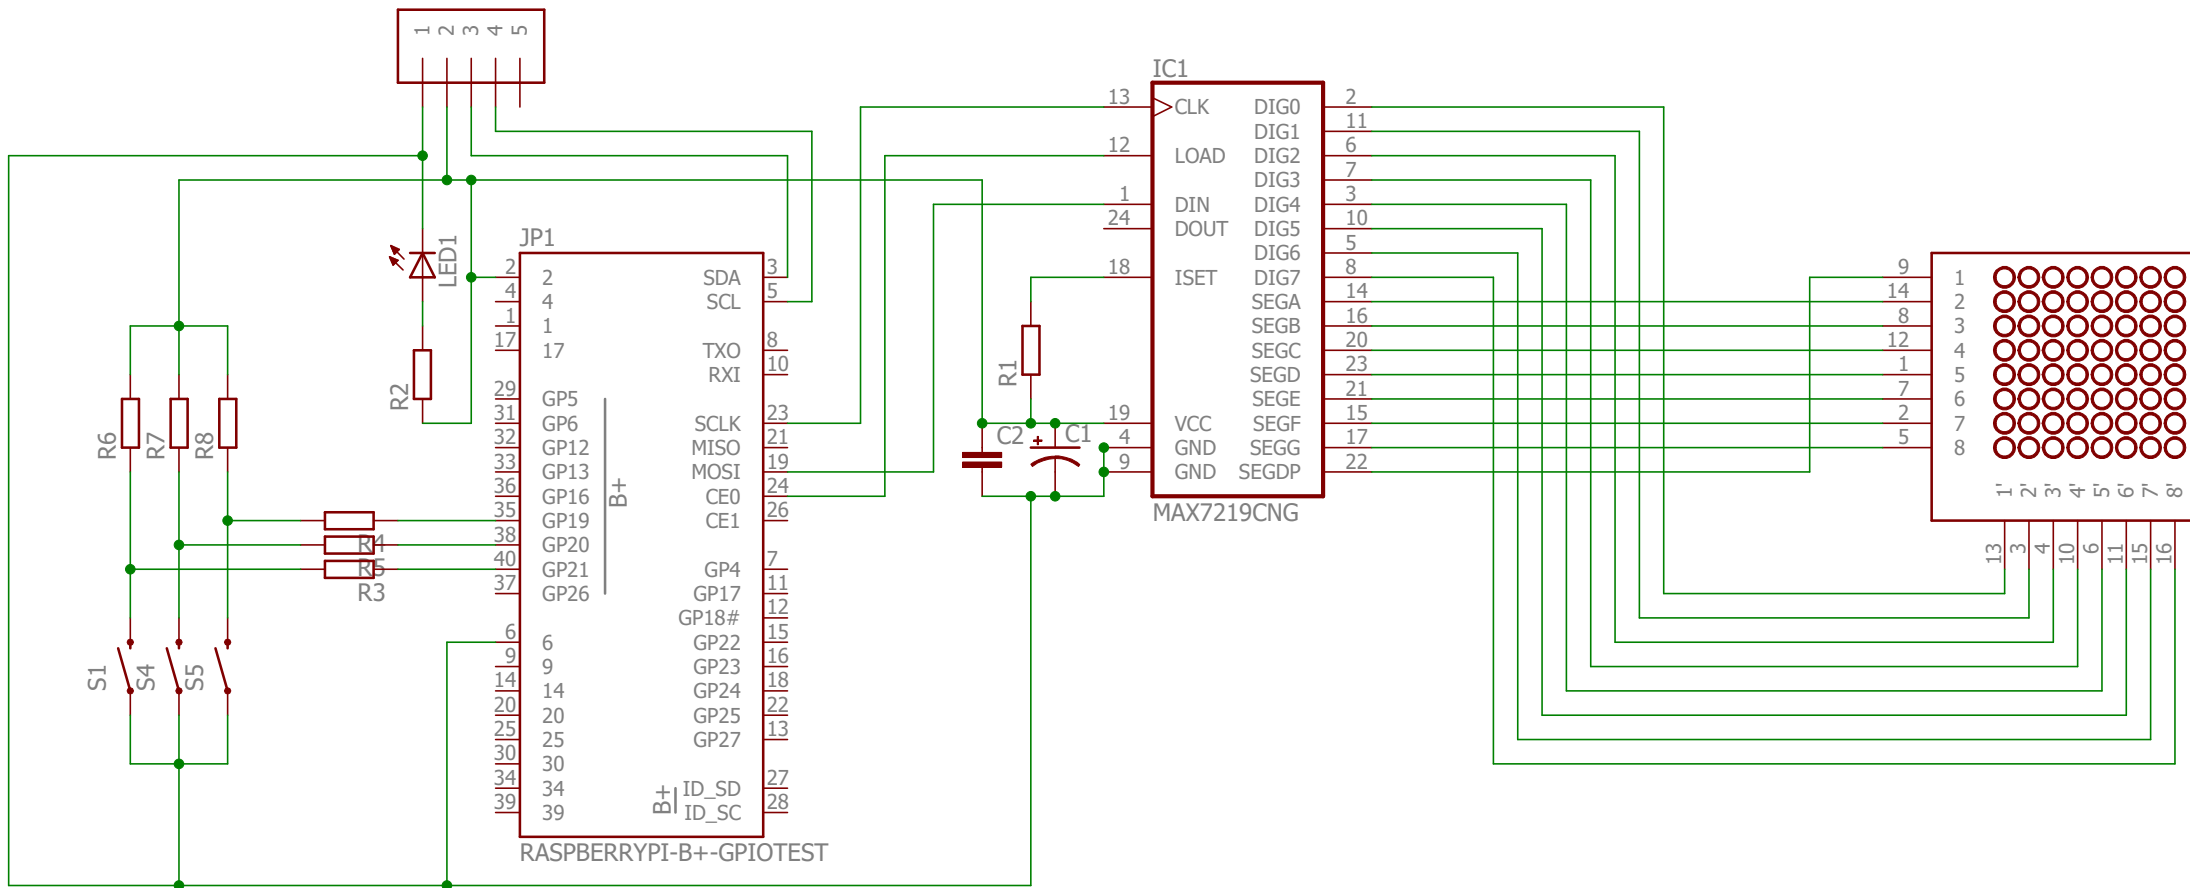 1 2 3 4 5
LED1
R2
R6
R7
R8
R4
R5
R3
S1
S4
S5
JP1
2 2 SDA 3
4 4 SCL 5
1 1
17 17 TXO 8
RXI 10
29 GP5
31 GP6 SCLK 23
32 GP12 MISO 21
33 GP13 MOSI 19
36 GP16 CE0 24
35 GP19 CE1 26
38 GP20
40 GP21 GP4 7
37 GP26 GP17 11
GP18# 12
6 6 GP22 15
9 9 GP23 16
14 14 GP24 18
20 20 GP25 22
25 25 GP27 13
30 30
34 34 ID_SD 27
39 39 ID_SC 28
B+
B+
RASPBERRYPI-B+-GPIOTEST
R1
C2
+
C1
IC1
13 CLK DIG0 2
DIG1 11
12 LOAD DIG2 6
DIG3 7
1 DIN DIG4 3
24 DOUT DIG5 10
DIG6 5
18 ISET DIG7 8
SEGA 14
SEGB 16
SEGC 20
SEGD 23
SEGE 21
19 VCC SEGF 15
4 GND SEGG 17
9 GND SEGDP 22
MAX7219CNG
9 1
14 2
8 3
12 4
1 5
7 6
2 7
5 8
1' 2' 3' 4' 5' 6' 7' 8'
13 3 4 10 6 11 15 16